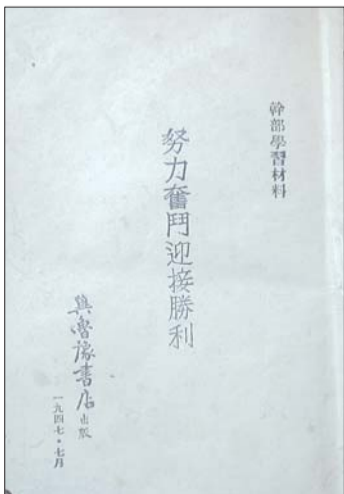 幹部學習材料
努力奮鬥迎接勝利
冀魯豫書店出版
一九四七·七月